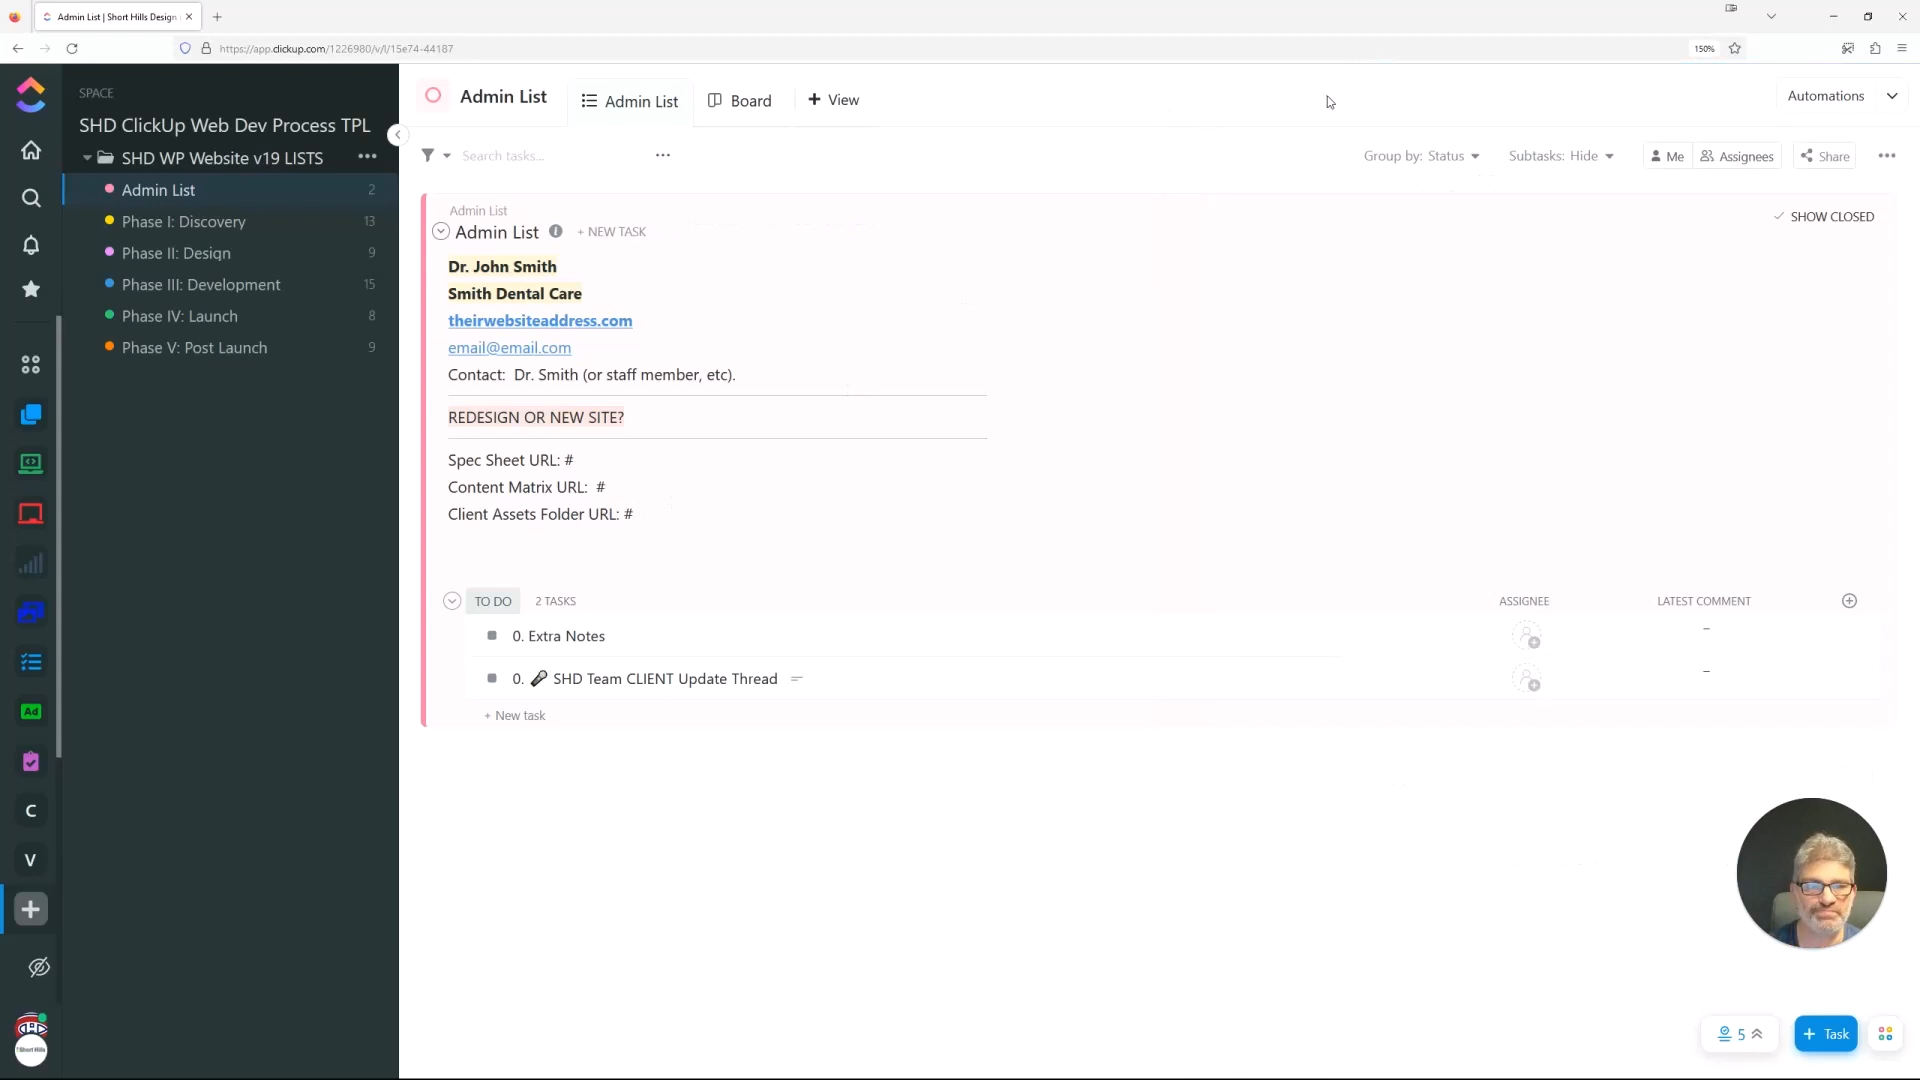 Admin List | Short Hills Design
https://app.clickup.com/1226980/v/l/15e74-44187
150%
SPACE
SHD ClickUp Web Dev Process TPL
SHD WP Website v19 LISTS
Admin List 2
Phase I: Discovery 13
Phase II: Design 9
Phase III: Development 15
Phase IV: Launch 8
Phase V: Post Launch 9
Ad
C
V
Admin List
Admin List
Board
+ View
Automations
Search tasks...
Group by: Status
Subtasks: Hide
Me
Assignees
Share
Admin List
Admin List
+ NEW TASK
SHOW CLOSED
Dr. John Smith
Smith Dental Care
theirwebsiteaddress.com
email@email.com
Contact: Dr. Smith (or staff member, etc).
REDESIGN OR NEW SITE?
Spec Sheet URL: #
Content Matrix URL: #
Client Assets Folder URL: #
TO DO 2 TASKS ASSIGNEE LATEST COMMENT
0. Extra Notes –
0. 🎤 SHD Team CLIENT Update Thread –
+ New task
5
+ Task